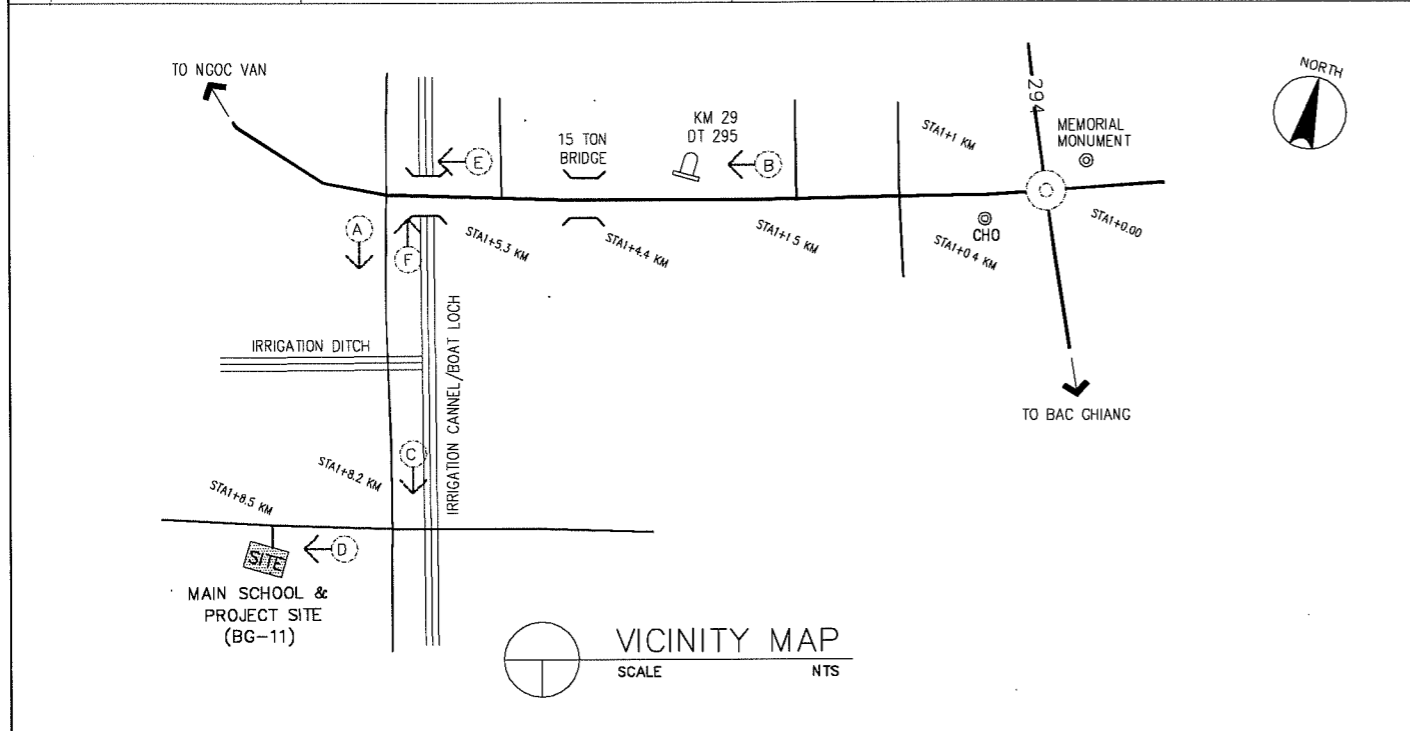 TO NGOC VAN
NORTH
294
MEMORIAL
MONUMENT
KM 29
DT 295
15 TON
BRIDGE
STA1+1 KM
E
B
A
F
CHO
STA1+5.3 KM
STA1+4.4 KM
STA1+1.5 KM
STA1+0.4 KM
STA1+0.00
IRRIGATION DITCH
IRRIGATION CANNEL/BOAT LOCH
TO BAC GHIANG
C
STA1+8.2 KM
STA1+8.5 KM
SITE
D
MAIN SCHOOL &
PROJECT SITE
(BG-11)
VICINITY MAP
SCALE NTS